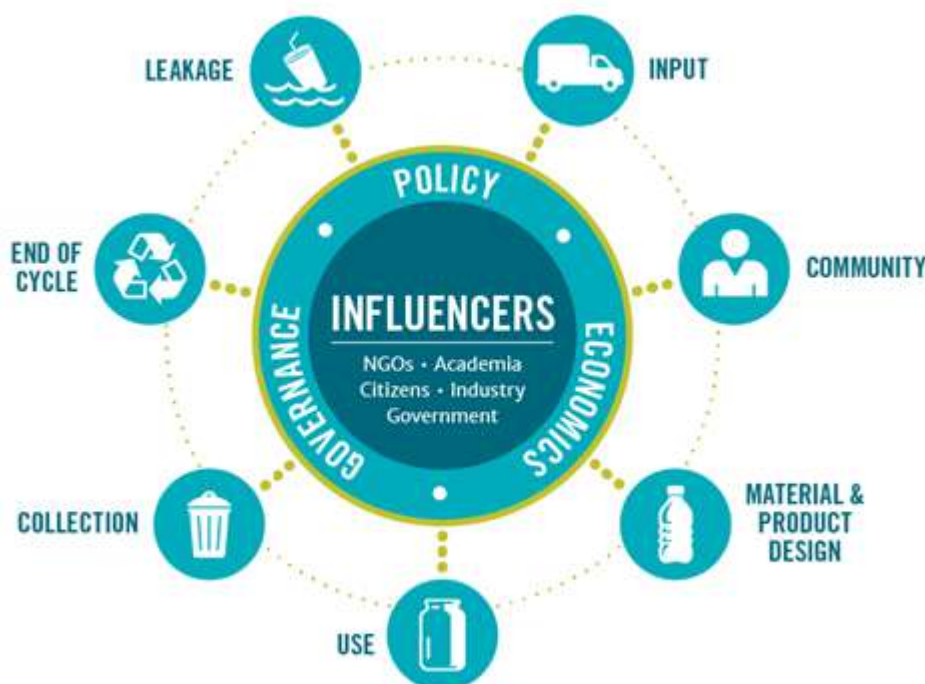 LEAKAGE
INPUT
POLICY
END OF
CYCLE
COMMUNITY
INFLUENCERS
NGOs • Academia
Citizens • Industry
Government
GOVERNANCE
ECONOMICS
COLLECTION
MATERIAL &
PRODUCT
DESIGN
USE